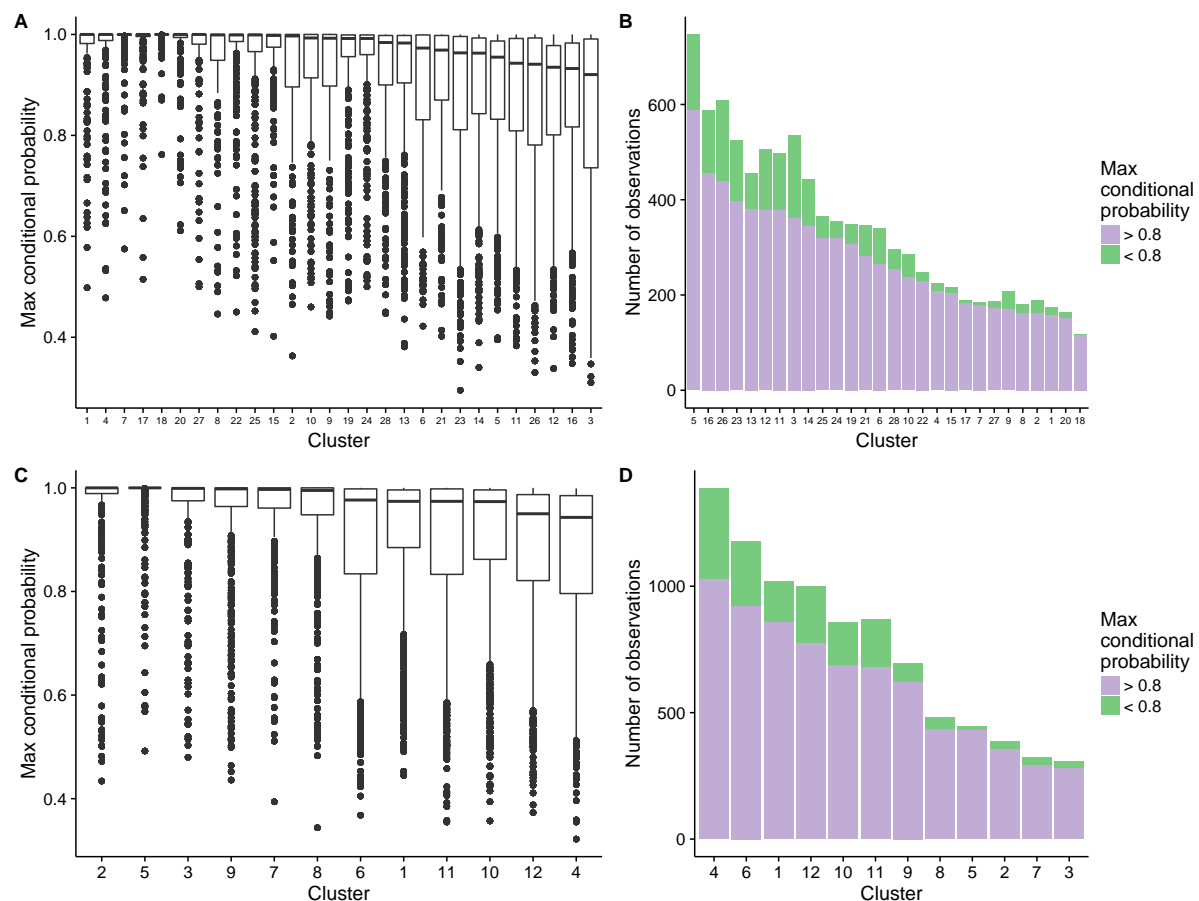 A
Max conditional probability
1.0
0.8
0.6
0.4
1 4 7 17 18 20 27 8 22 25 15 2 10 9 19 24 28 13 6 21 23 14 5 11 26 12 16 3
Cluster
B
Number of observations
600
400
200
0
5 16 26 23 13 12 11 3 14 25 24 19 21 6 28 10 22 4 15 17 7 27 9 8 2 1 20 18
Cluster
Max
conditional
probability
> 0.8
< 0.8
C
Max conditional probability
1.0
0.8
0.6
0.4
2 5 3 9 7 8 6 1 11 10 12 4
Cluster
D
Number of observations
1000
500
0
4 6 1 12 10 11 9 8 5 2 7 3
Cluster
Max
conditional
probability
> 0.8
< 0.8